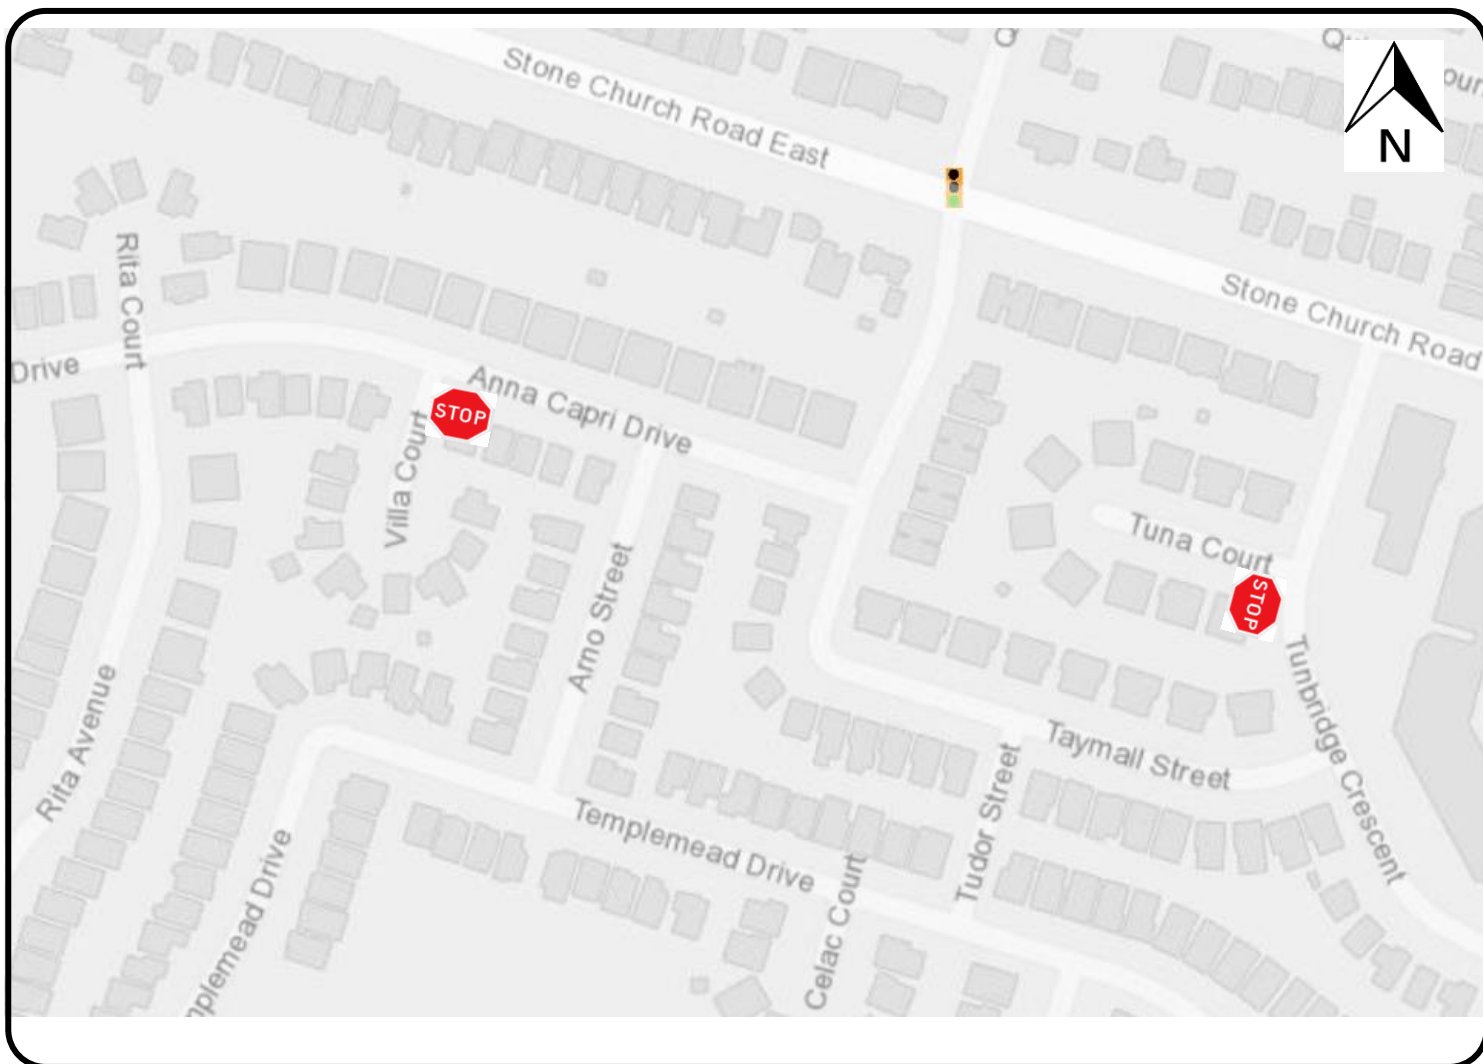 Stone Church Road East
N
Rita Court
Stone Church Road
Drive
Anna Capri Drive
STOP
Villa Court
Tuna Court
Arno Street
STOP
Rita Avenue
Tunbridge Crescent
Taymall Street
Tudor Street
Templemead Drive
Celac Court
mplemead Drive